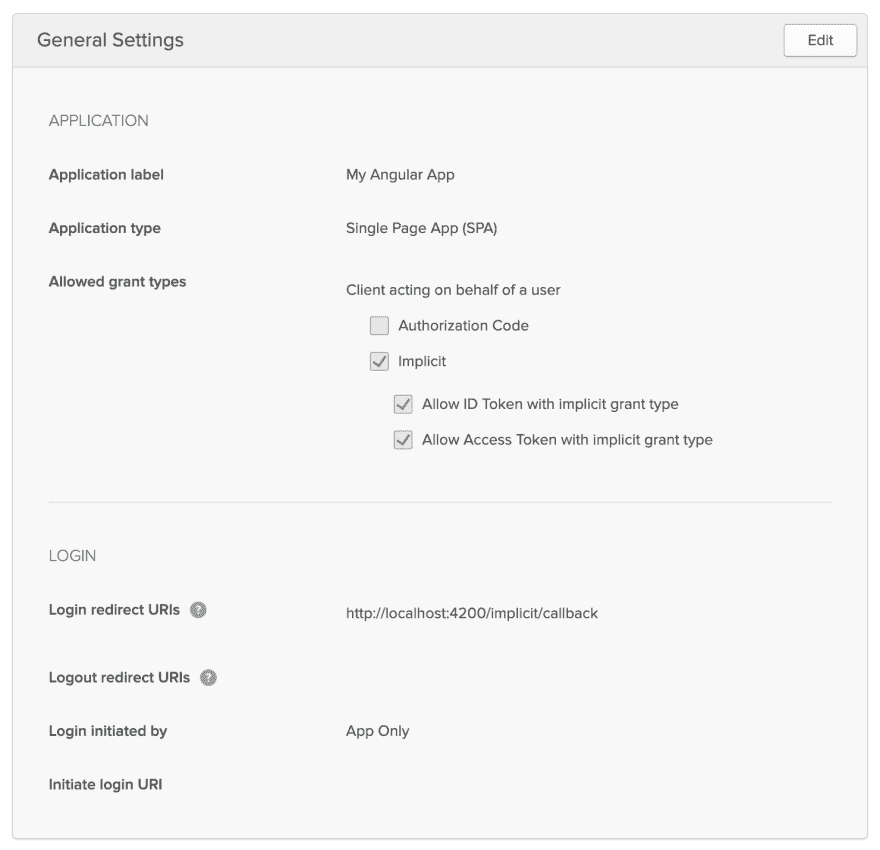 General Settings
Edit
APPLICATION
Application label
My Angular App
Application type
Single Page App (SPA)
Allowed grant types
Client acting on behalf of a user
Authorization Code
Implicit
Allow ID Token with implicit grant type
Allow Access Token with implicit grant type
LOGIN
Login redirect URIs ?
http://localhost:4200/implicit/callback
Logout redirect URIs ?
Login initiated by
App Only
Initiate login URI